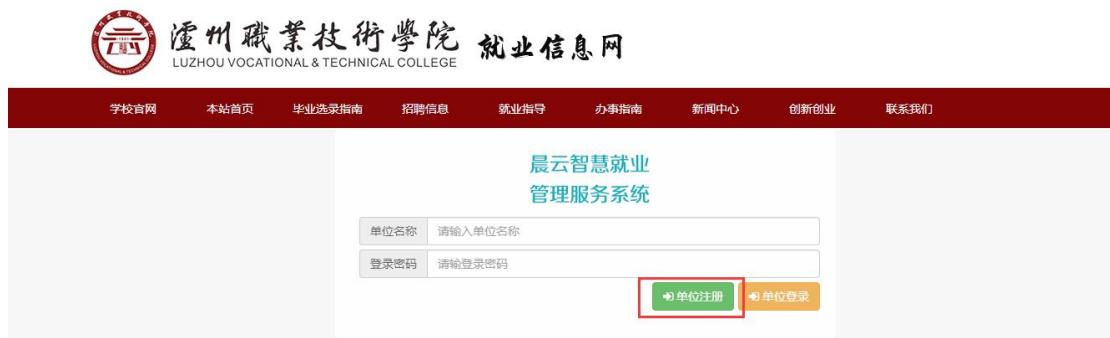 瀘州職業技術學院 就业信息网
LUZHOU VOCATIONAL & TECHNICAL COLLEGE
学校官网 本站首页 毕业选录指南 招聘信息 就业指导 办事指南 新闻中心 创新创业 联系我们
晨云智慧就业
管理服务系统
单位名称 请输入单位名称
登录密码 请输登录密码
单位注册 单位登录